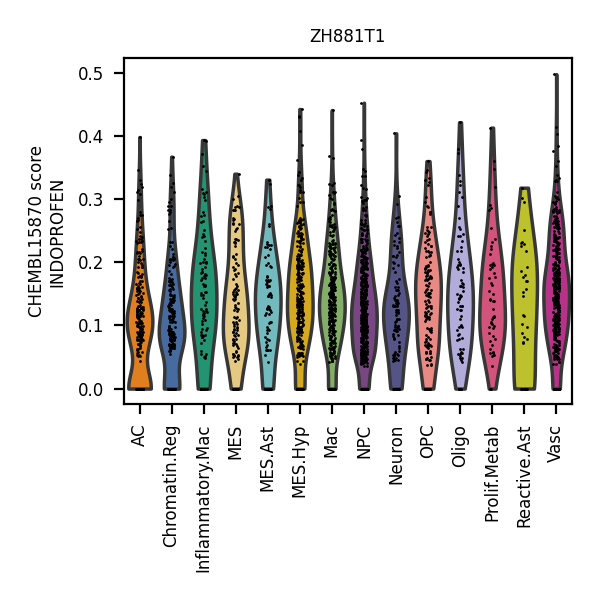 ZH881T1
CHEMBL15870 score
INDOPROFEN
0.5
0.4
0.3
0.2
0.1
0.0
AC
Chromatin.Reg
Inflammatory.Mac
MES
MES.Ast
MES.Hyp
Mac
NPC
Neuron
OPC
Oligo
Prolif.Metab
Reactive.Ast
Vasc